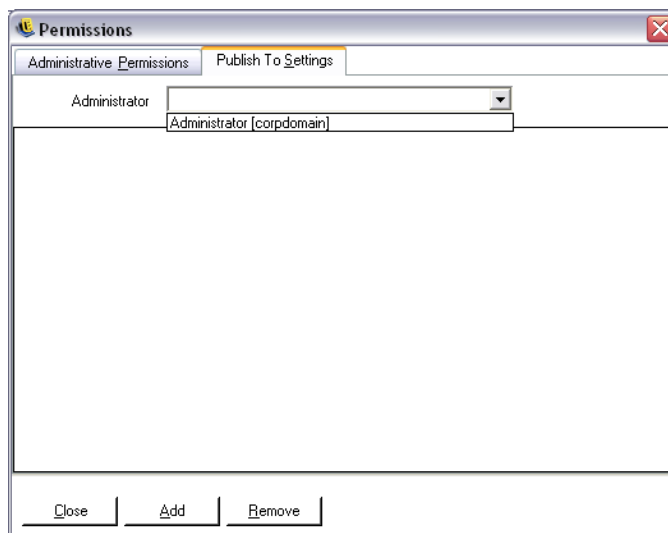 Permissions
Administrative Permissions Publish To Settings
Administrator
Administrator [corpdomain]
Close Add Remove